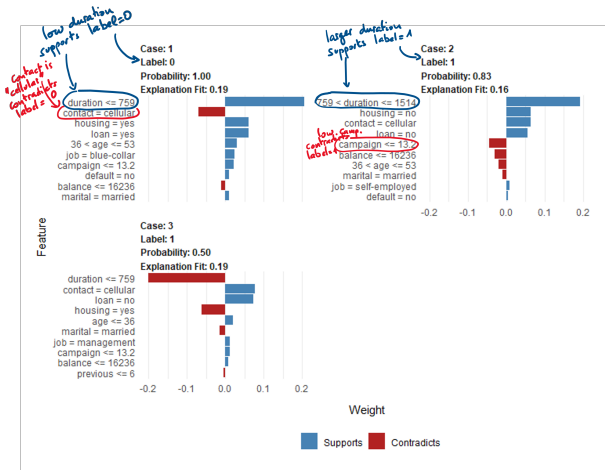 low duration
supports label=0
larger duration
supports label=1
Contact is
"cellular"
contradicts
label=0
Case: 1
Label: 0
Probability: 1.00
Explanation Fit: 0.19
duration <= 759
contact = cellular
housing = yes
loan = yes
36 < age <= 53
job = blue-collar
campaign <= 13.2
default = no
balance <= 16236
marital = married
Case: 2
Label: 1
Probability: 0.83
Explanation Fit: 0.16
759 < duration <= 1514
housing = no
contact = cellular
loan = no
low camp.
contradicts
label=1
campaign <= 13.2
balance <= 16236
36 < age <= 53
marital = married
job = self-employed
default = no
-0.2 -0.1 0.0 0.1 0.2
Feature
Case: 3
Label: 1
Probability: 0.50
Explanation Fit: 0.19
duration <= 759
contact = cellular
loan = no
housing = yes
age <= 36
marital = married
job = management
campaign <= 13.2
balance <= 16236
previous <= 6
-0.2 -0.1 0.0 0.1 0.2
Weight
Supports Contradicts